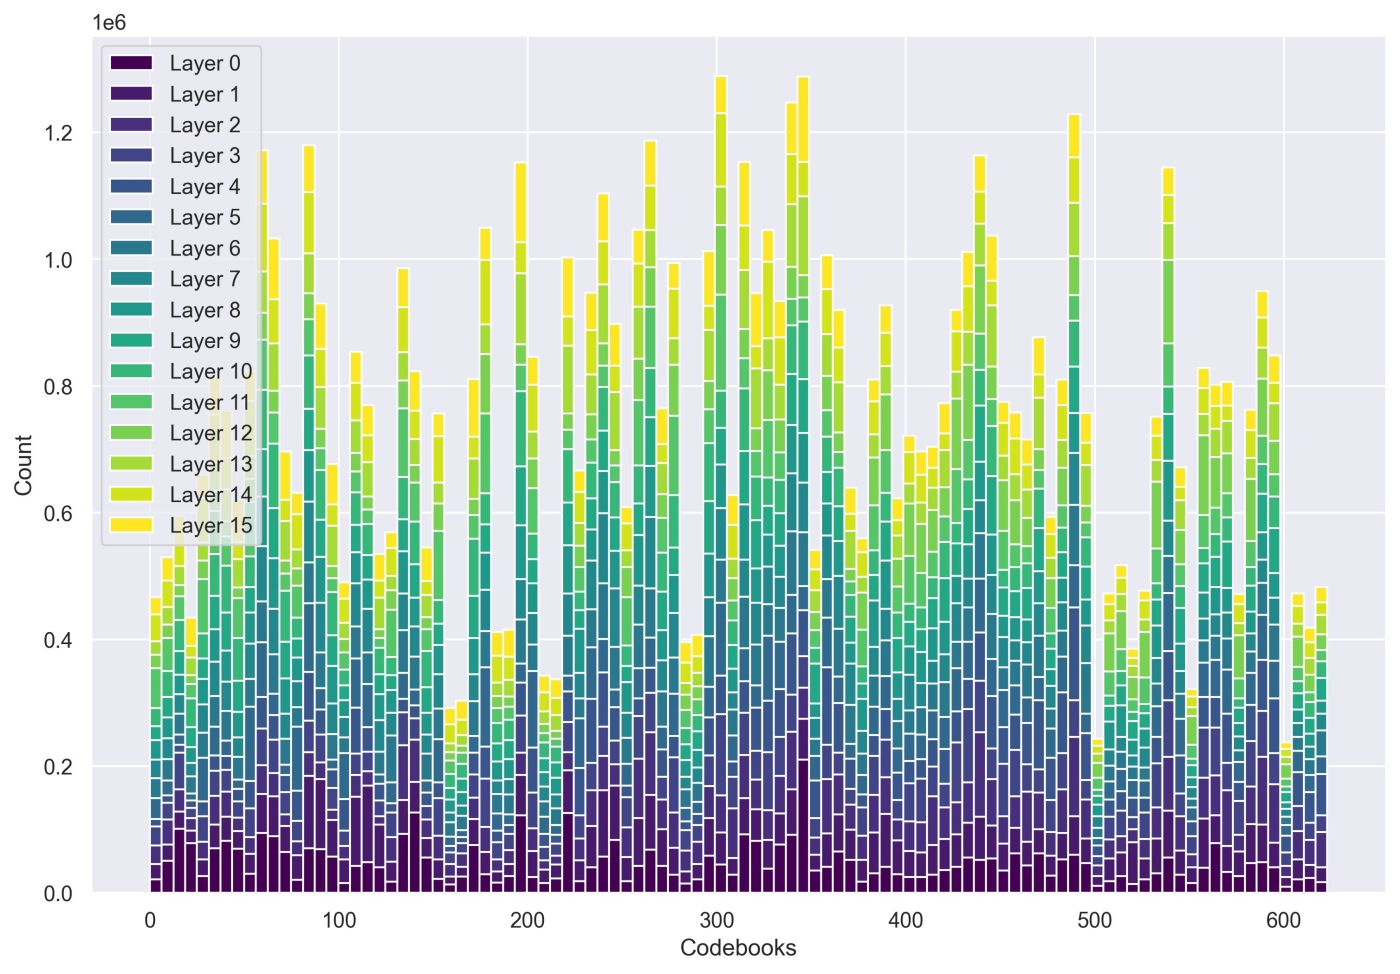 1e6
Layer 0
Layer 1
Layer 2
Layer 3
Layer 4
Layer 5
Layer 6
Layer 7
Layer 8
Layer 9
Layer 10
Layer 11
Layer 12
Layer 13
Layer 14
Layer 15
1.2
1.0
0.8
0.6
0.4
0.2
0.0
Count
0 100 200 300 400 500 600
Codebooks